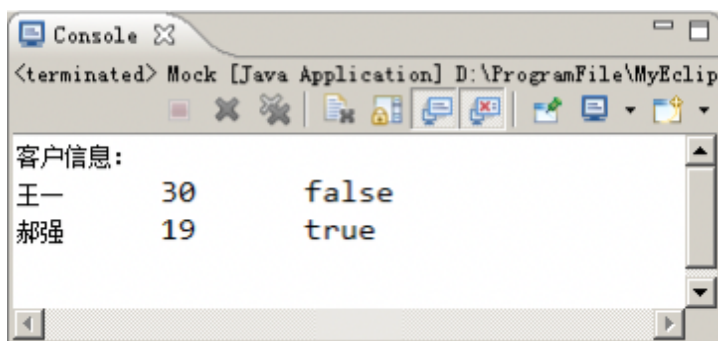 Console
<terminated> Mock [Java Application] D:\ProgramFile\MyEclip
客户信息:
王一 30 false
郝强 19 true